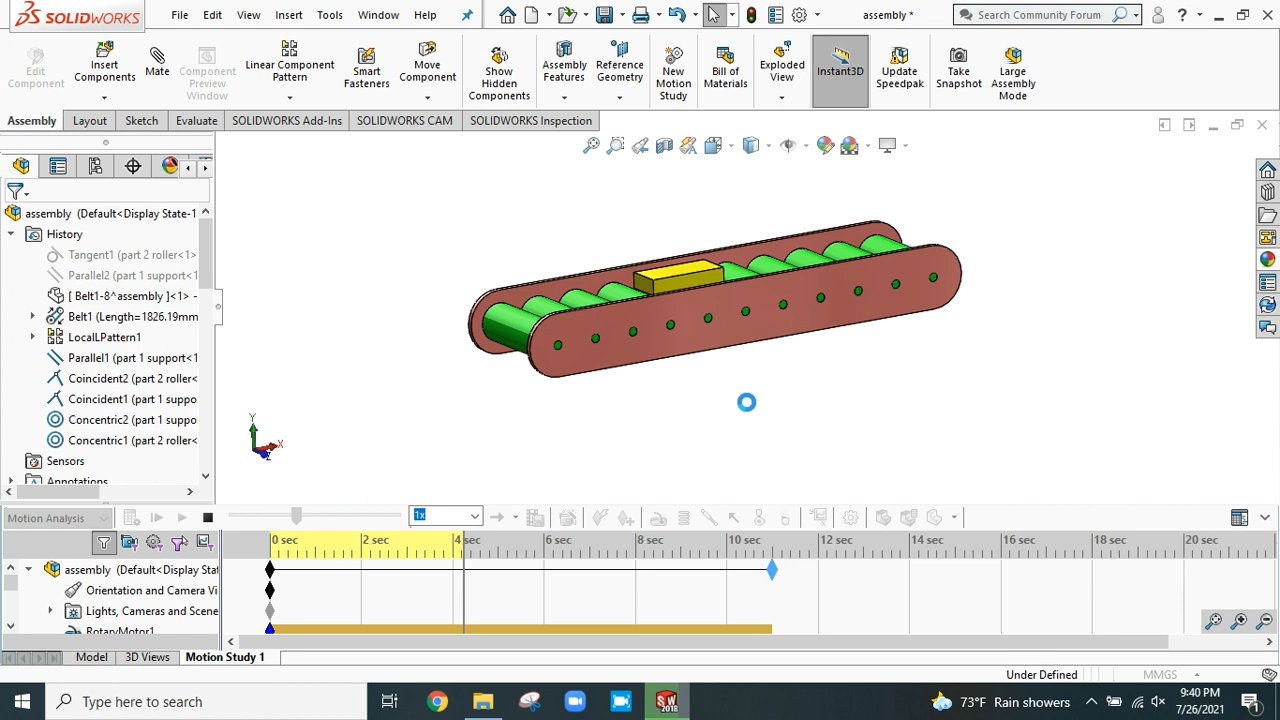 SOLIDWORKS
File Edit View Insert Tools Window Help
assembly *
Search Community Forum
Edit Component
Insert Components
Mate
Component Preview Window
Linear Component Pattern
Smart Fasteners
Move Component
Show Hidden Components
Assembly Features
Reference Geometry
New Motion Study
Bill of Materials
Exploded View
Instant3D
Update Speedpak
Take Snapshot
Large Assembly Mode
Assembly Layout Sketch Evaluate SOLIDWORKS Add-Ins SOLIDWORKS CAM SOLIDWORKS Inspection
assembly (Default<Display State-1
History
Tangent1 (part 2 roller<1>
Parallel2 (part 1 support<
[ Belt1-8^assembly ]<1> -
Belt1 (Length=1826.19mm
LocalLPattern1
Parallel1 (part 1 support<
Coincident2 (part 2 roller<
Coincident1 (part 1 suppo
Concentric2 (part 1 suppo
Concentric1 (part 2 roller<
Sensors
Annotations
Y
X
Z
Motion Analysis
1x
0 sec 2 sec 4 sec 6 sec 8 sec 10 sec 12 sec 14 sec 16 sec 18 sec 20 sec
assembly (Default<Display Stat
Orientation and Camera Vi
Lights, Cameras and Scene
RotaryMotor1
Model 3D Views Motion Study 1
Under Defined
MMGS
Type here to search
SW 2018
73°F Rain showers
9:40 PM
7/26/2021
1